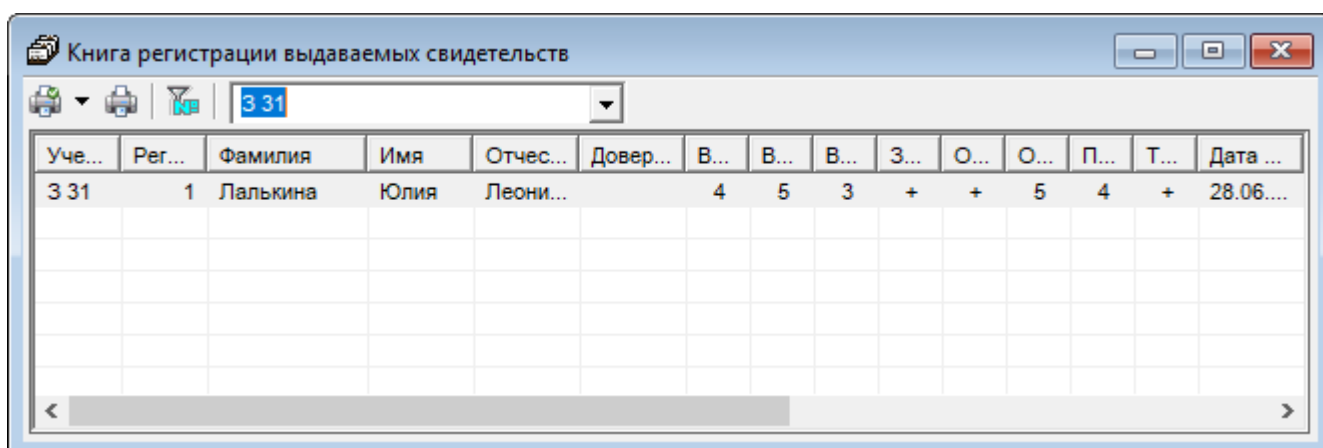 Книга регистрации выдаваемых свидетельств
№
З 31
Уче... Рег... Фамилия Имя Отчес... Довер... В... В... В... З... О... О... П... Т... Дата ...
З 31 1 Лалькина Юлия Леони... 4 5 3 + + 5 4 + 28.06....